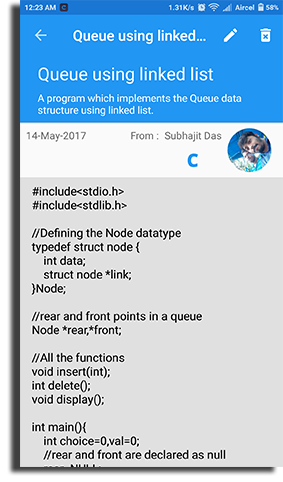 12:23 AM
1.31K/s
Aircel
58%
Queue using linked...
Queue using linked list
A program which implements the Queue data
structure using linked list.
14-May-2017
From : Subhajit Das
C
#include<stdio.h>
#include<stdlib.h>
//Defining the Node datatype
typedef struct node {
int data;
struct node *link;
}Node;
//rear and front points in a queue
Node *rear,*front;
//All the functions
void insert(int);
int delete();
void display();
int main(){
int choice=0,val=0;
//rear and front are declared as null